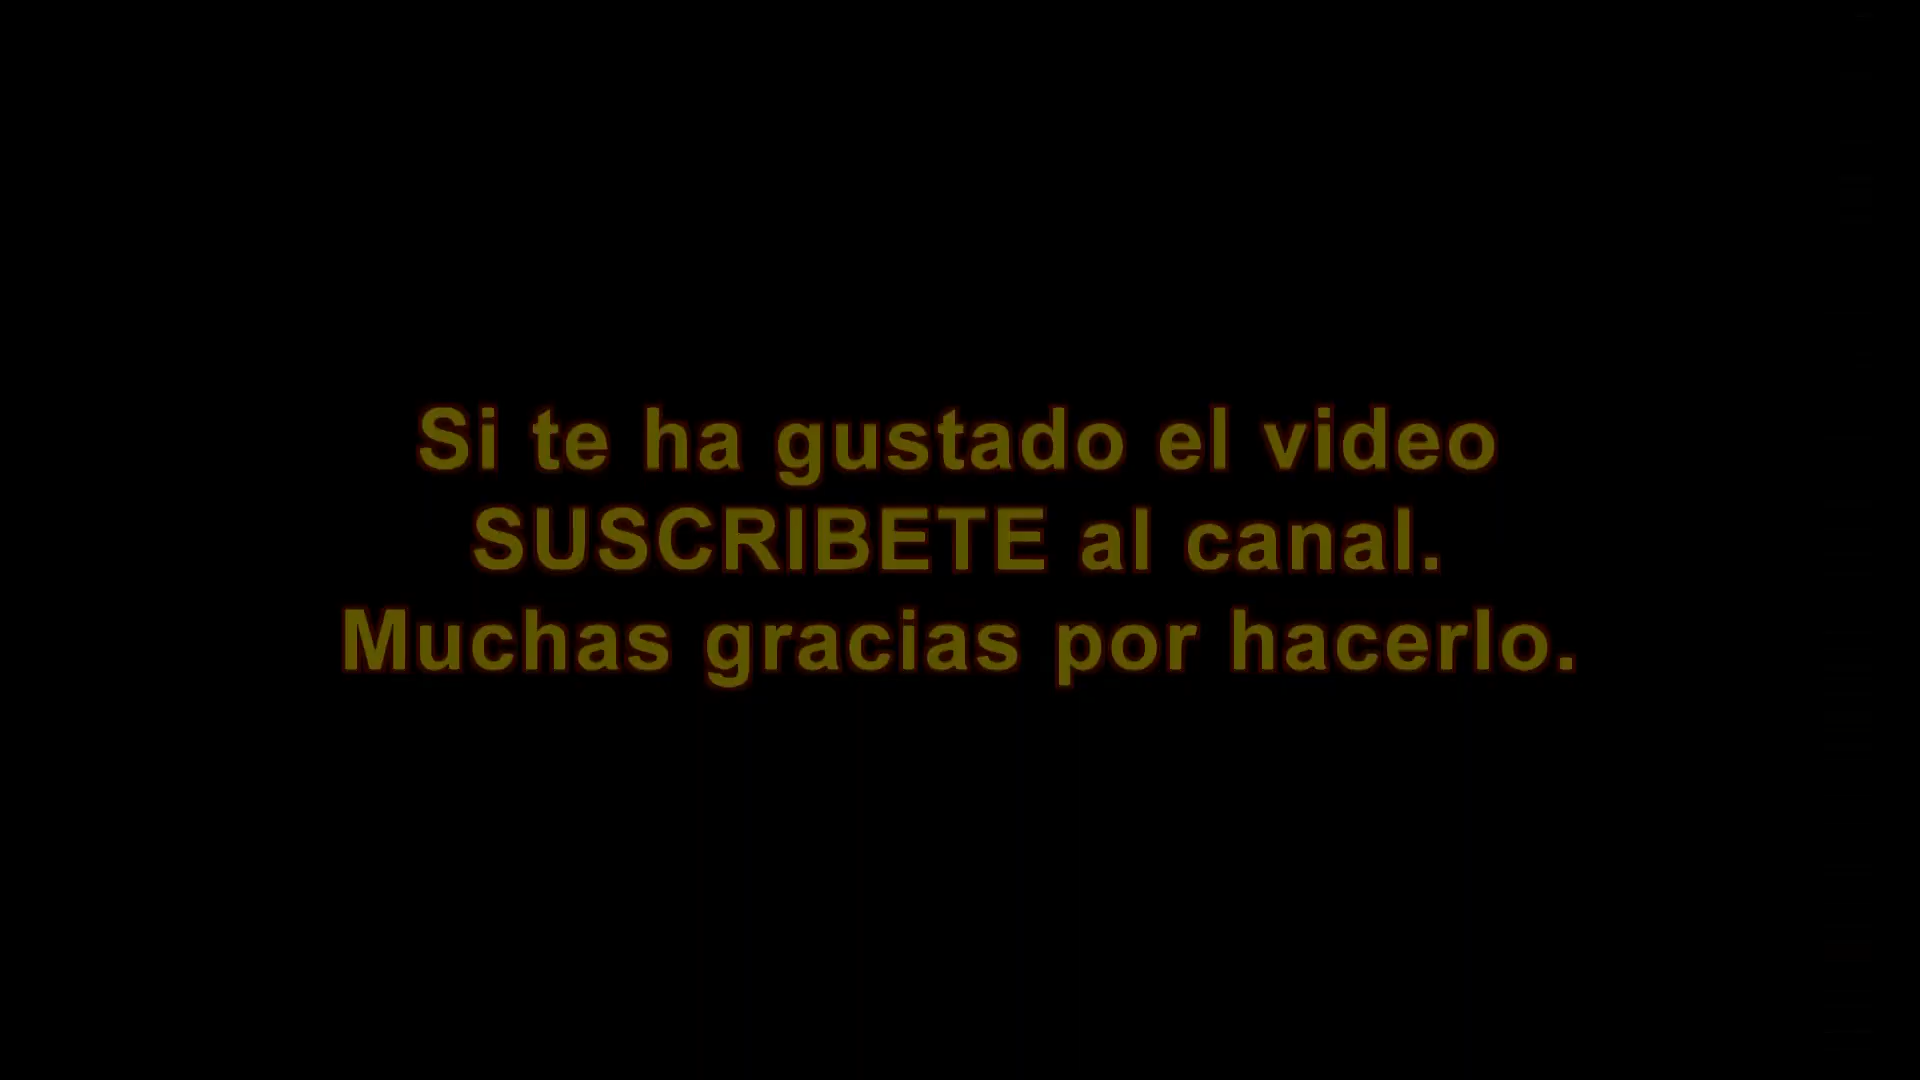 Si te ha gustado el video
SUSCRIBETE al canal.
Muchas gracias por hacerlo.